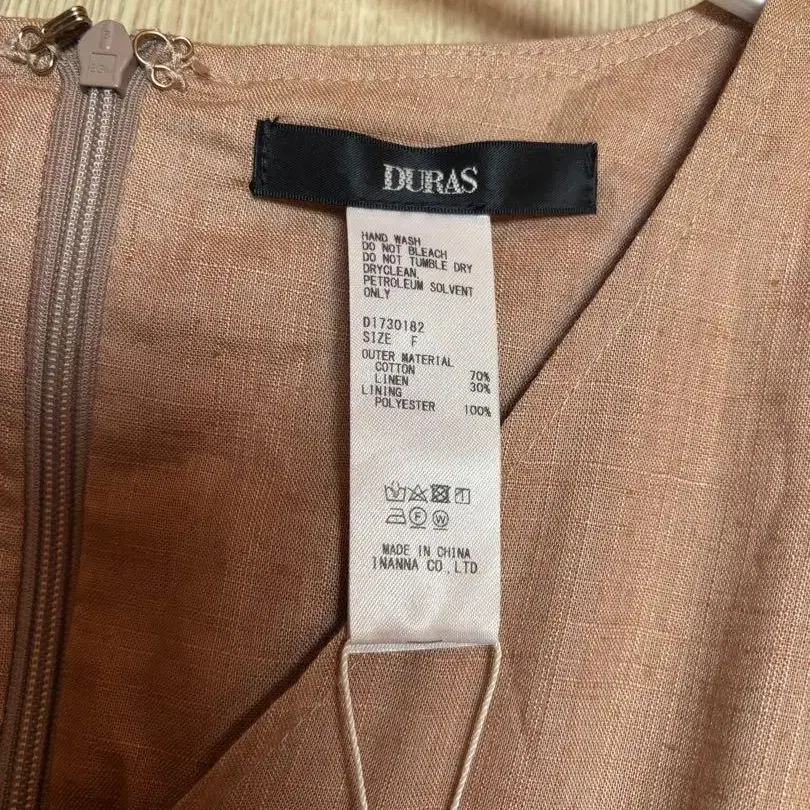 DURAS
HAND WASH
DO NOT BLEACH
DO NOT TUMBLE DRY
DRYCLEAN,
PETROLEUM SOLVENT
ONLY
D1730182
SIZE F
OUTER MATERIAL
COTTON 70%
LINEN 30%
LINING
POLYESTER 100%
F W
MADE IN CHINA
INANNA CO.,LTD